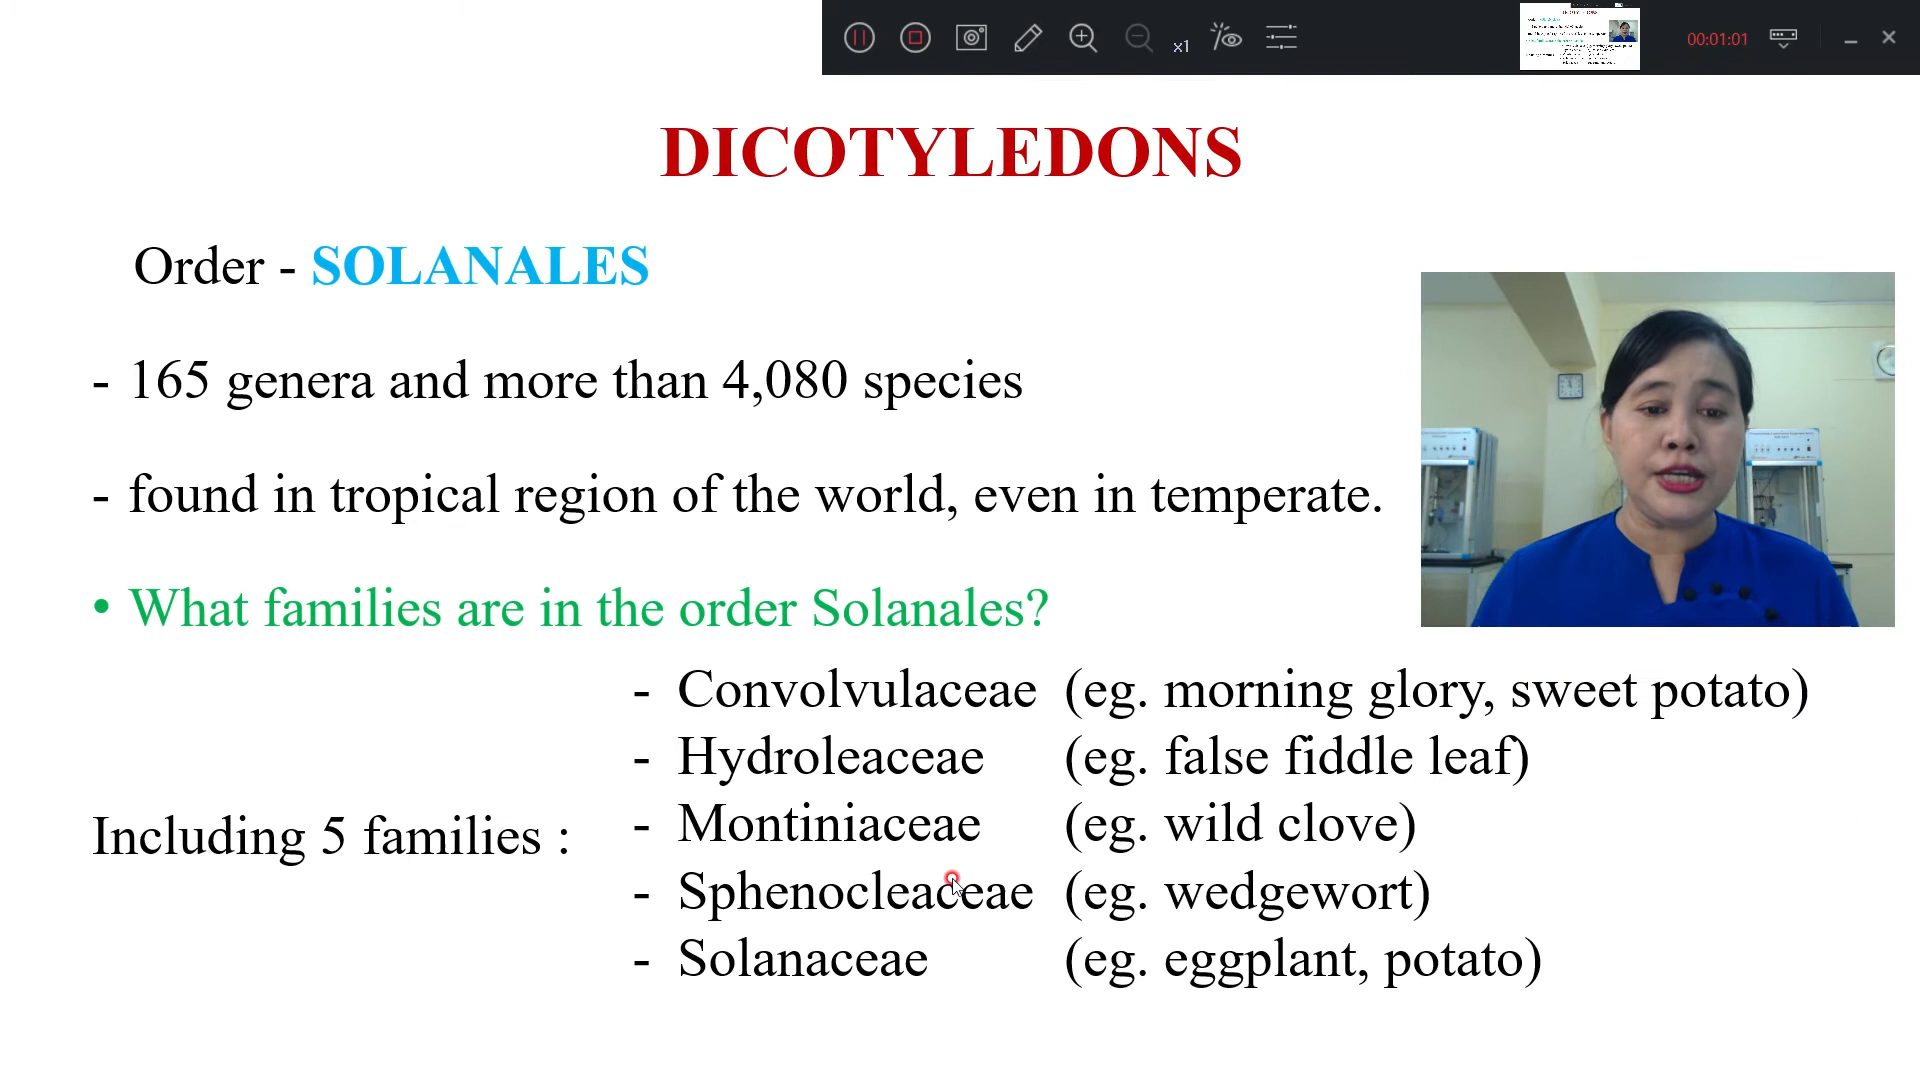 x1
00:01:01
DICOTYLEDONS
Order - SOLANALES
- 165 genera and more than 4,080 species
- found in tropical region of the world, even in temperate.
• What families are in the order Solanales?
- Convolvulaceae (eg. morning glory, sweet potato)
- Hydroleaceae (eg. false fiddle leaf)
Including 5 families :
- Montiniaceae (eg. wild clove)
- Sphenocleaceae (eg. wedgewort)
- Solanaceae (eg. eggplant, potato)